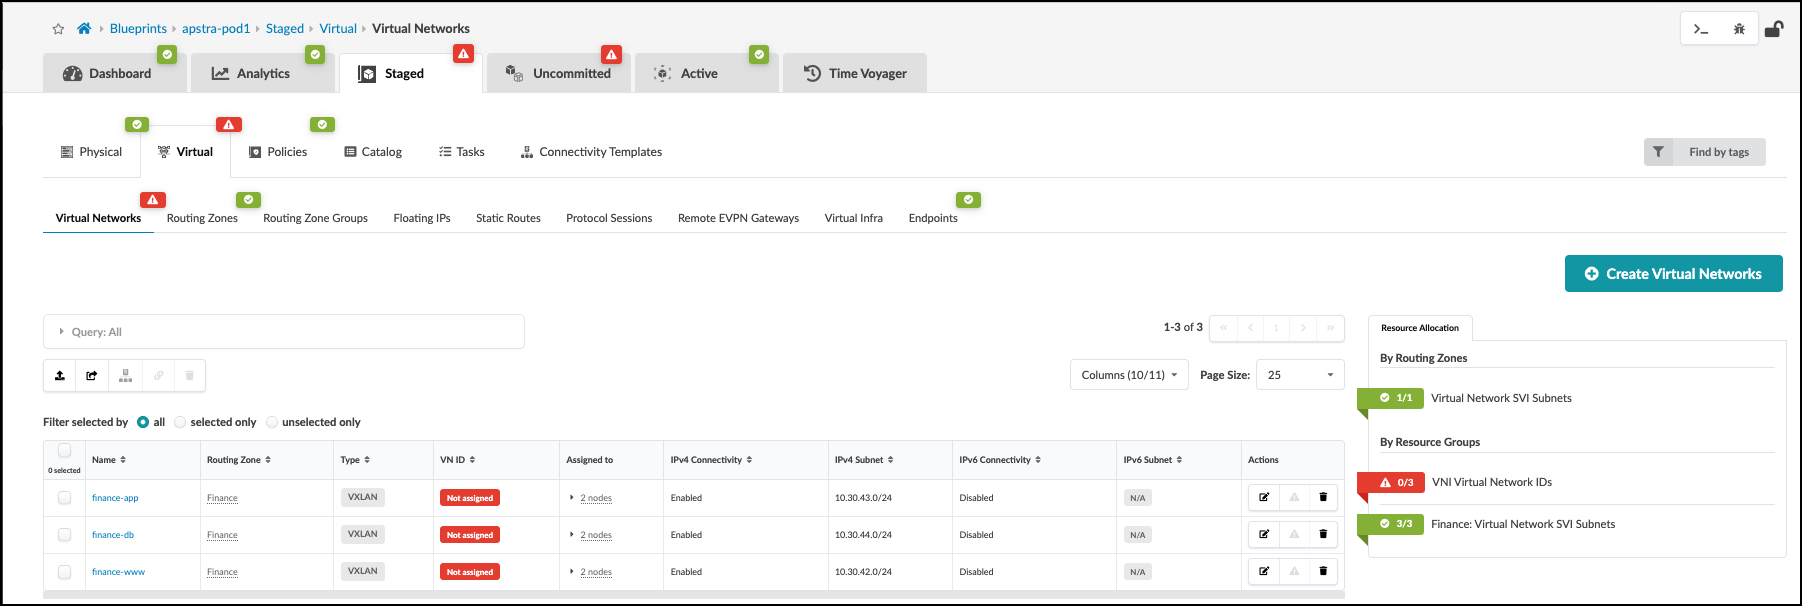 Blueprints apstra-pod1 Staged Virtual Virtual Networks
Dashboard Analytics Staged Uncommitted Active Time Voyager
Physical Virtual Policies Catalog Tasks Connectivity Templates Find by tags
Virtual Networks Routing Zones Routing Zone Groups Floating IPs Static Routes Protocol Sessions Remote EVPN Gateways Virtual Infra Endpoints
Create Virtual Networks
Query: All
1-3 of 3
1
Columns (10/11) Page Size: 25
Filter selected by all selected only unselected only
0 selected Name Routing Zone Type VN ID Assigned to IPv4 Connectivity IPv4 Subnet IPv6 Connectivity IPv6 Subnet Actions
finance-app Finance VXLAN Not assigned 2 nodes Enabled 10.30.43.0/24 Disabled N/A
finance-db Finance VXLAN Not assigned 2 nodes Enabled 10.30.44.0/24 Disabled N/A
finance-www Finance VXLAN Not assigned 2 nodes Enabled 10.30.42.0/24 Disabled N/A
Resource Allocation
By Routing Zones
1/1 Virtual Network SVI Subnets
By Resource Groups
0/3 VNI Virtual Network IDs
3/3 Finance: Virtual Network SVI Subnets